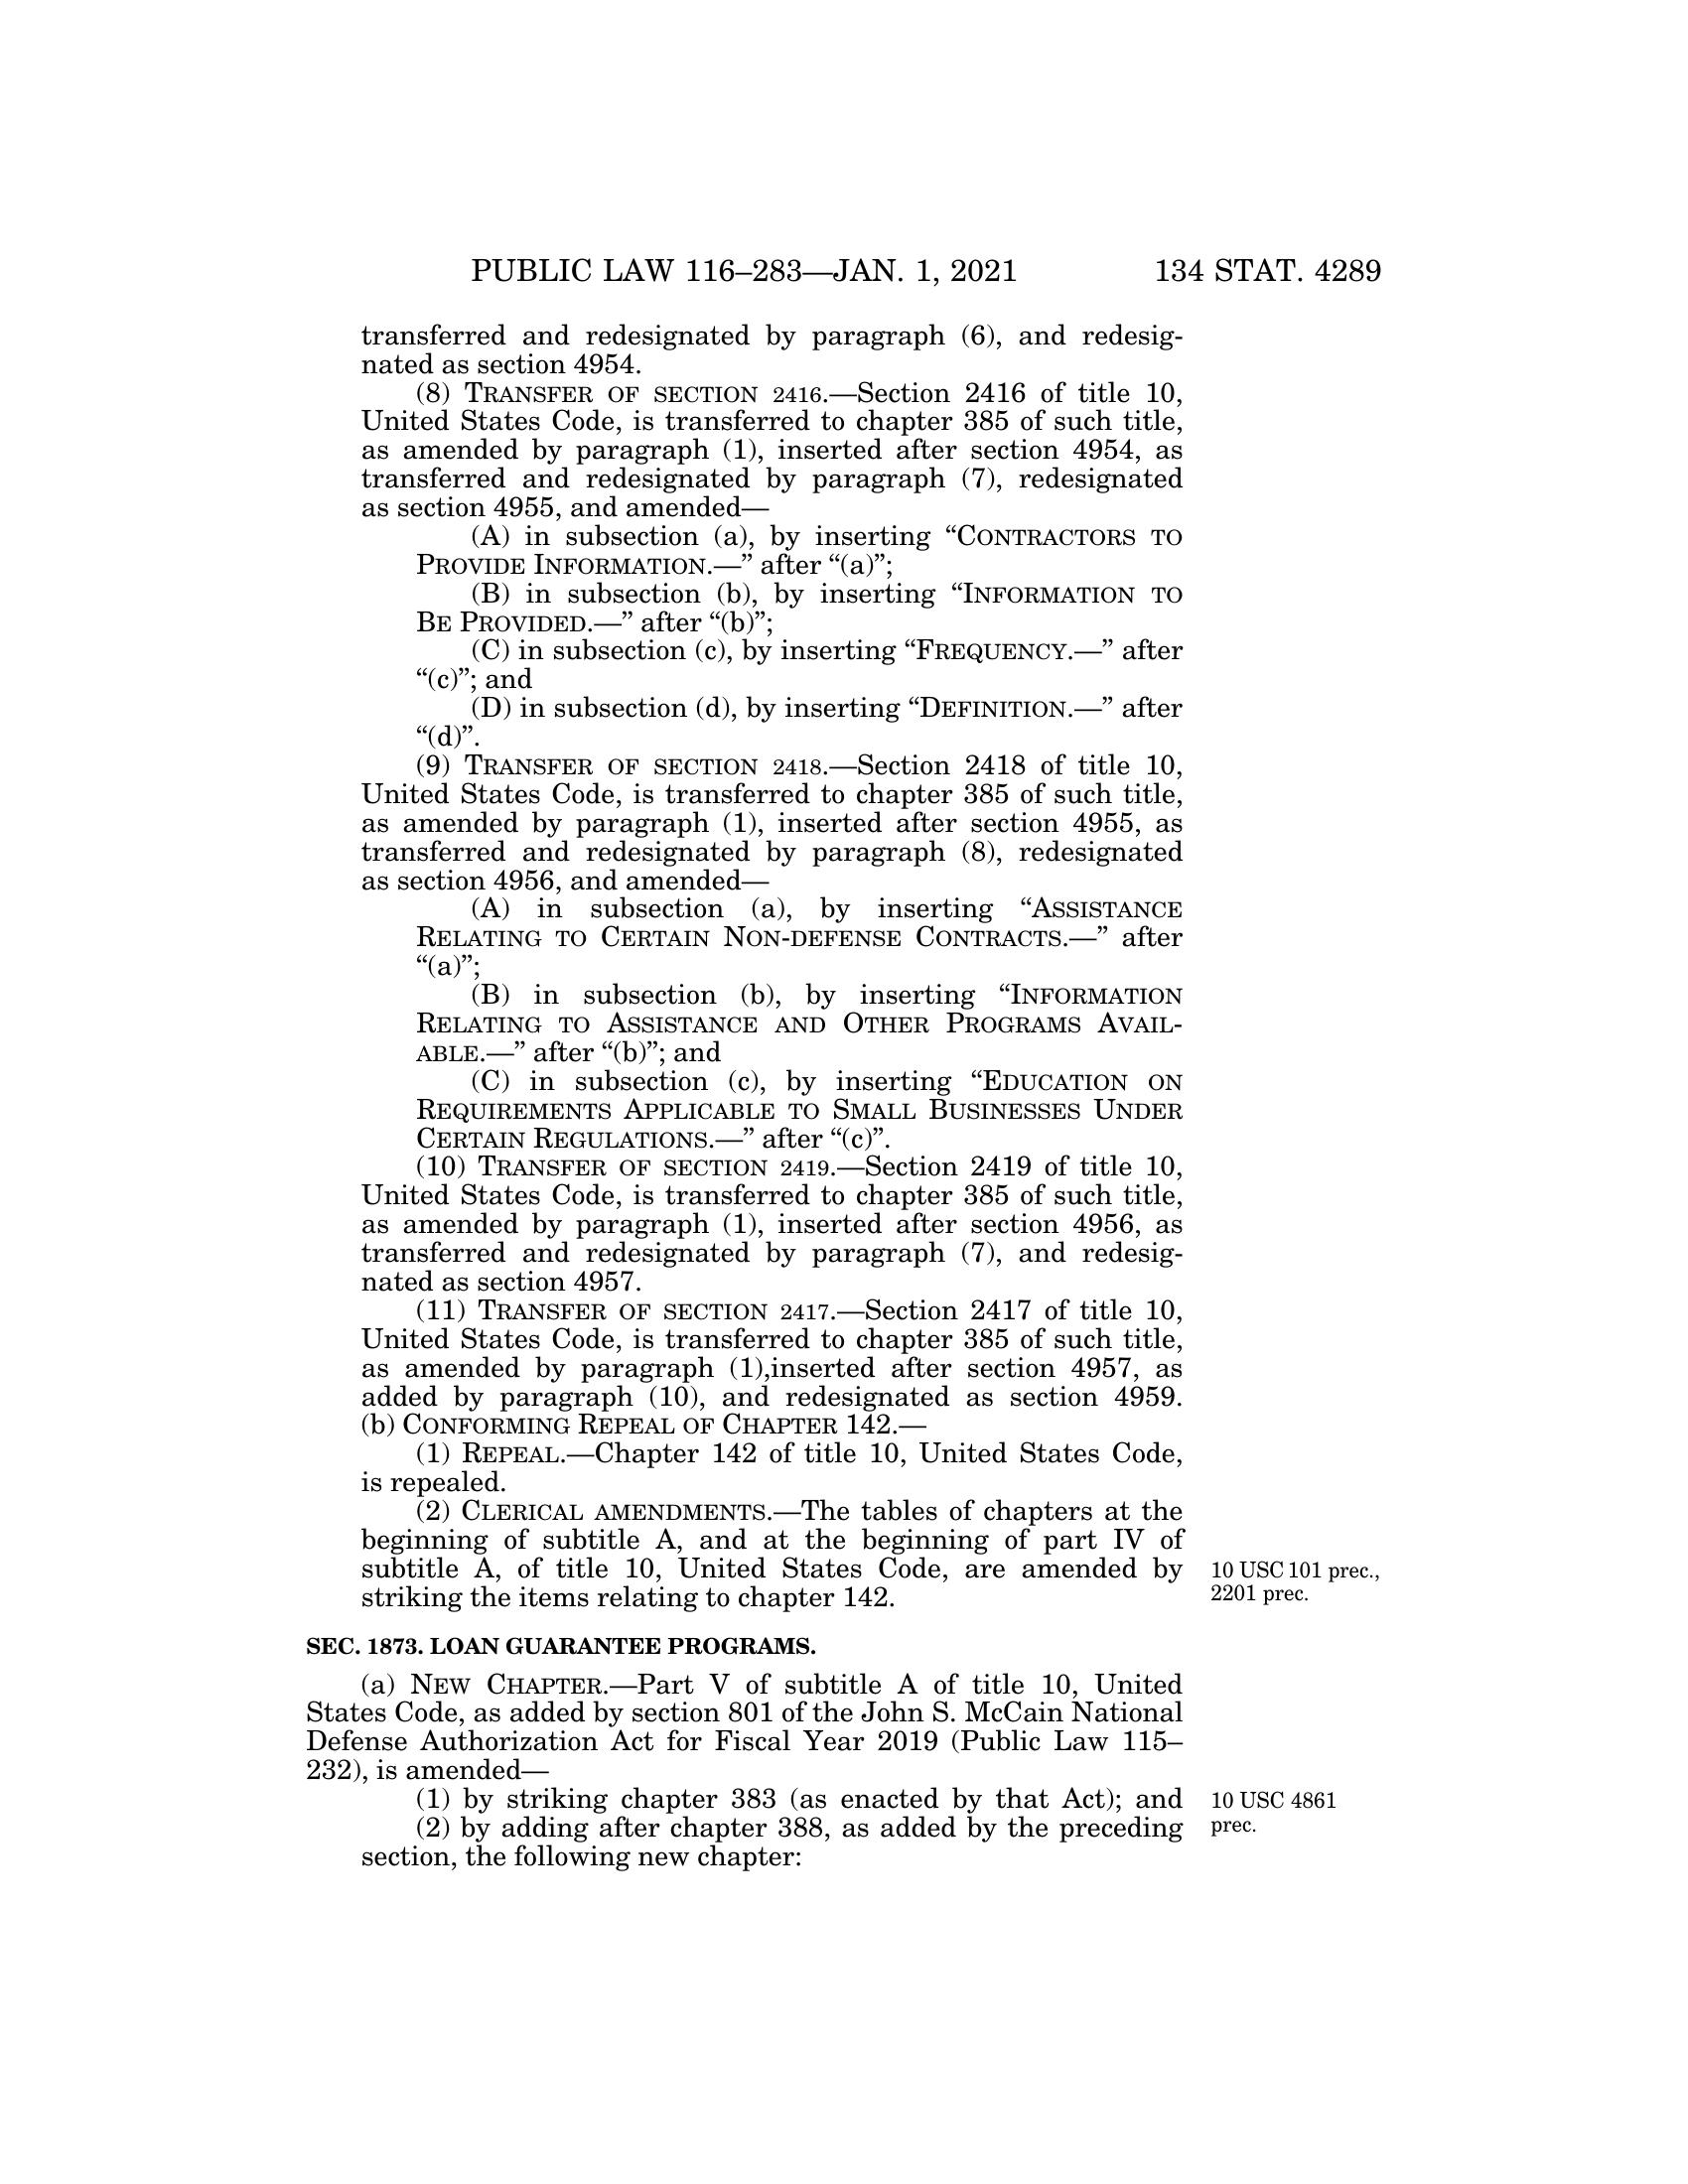 PUBLIC LAW 116–283—JAN. 1, 2021 134 STAT. 4289
transferred and redesignated by paragraph (6), and redesig-
nated as section 4954.
(8) TRANSFER OF SECTION 2416.—Section 2416 of title 10,
United States Code, is transferred to chapter 385 of such title,
as amended by paragraph (1), inserted after section 4954, as
transferred and redesignated by paragraph (7), redesignated
as section 4955, and amended—
(A) in subsection (a), by inserting “CONTRACTORS TO
PROVIDE INFORMATION.—” after “(a)”;
(B) in subsection (b), by inserting “INFORMATION TO
BE PROVIDED.—” after “(b)”;
(C) in subsection (c), by inserting “FREQUENCY.—” after
“(c)”; and
(D) in subsection (d), by inserting “DEFINITION.—” after
“(d)”.
(9) TRANSFER OF SECTION 2418.—Section 2418 of title 10,
United States Code, is transferred to chapter 385 of such title,
as amended by paragraph (1), inserted after section 4955, as
transferred and redesignated by paragraph (8), redesignated
as section 4956, and amended—
(A) in subsection (a), by inserting “ASSISTANCE
RELATING TO CERTAIN NON-DEFENSE CONTRACTS.—” after
“(a)”;
(B) in subsection (b), by inserting “INFORMATION
RELATING TO ASSISTANCE AND OTHER PROGRAMS AVAIL-
ABLE.—” after “(b)”; and
(C) in subsection (c), by inserting “EDUCATION ON
REQUIREMENTS APPLICABLE TO SMALL BUSINESSES UNDER
CERTAIN REGULATIONS.—” after “(c)”.
(10) TRANSFER OF SECTION 2419.—Section 2419 of title 10,
United States Code, is transferred to chapter 385 of such title,
as amended by paragraph (1), inserted after section 4956, as
transferred and redesignated by paragraph (7), and redesig-
nated as section 4957.
(11) TRANSFER OF SECTION 2417.—Section 2417 of title 10,
United States Code, is transferred to chapter 385 of such title,
as amended by paragraph (1),inserted after section 4957, as
added by paragraph (10), and redesignated as section 4959.
(b) CONFORMING REPEAL OF CHAPTER 142.—
(1) REPEAL.—Chapter 142 of title 10, United States Code,
is repealed.
(2) CLERICAL AMENDMENTS.—The tables of chapters at the
beginning of subtitle A, and at the beginning of part IV of
subtitle A, of title 10, United States Code, are amended by
striking the items relating to chapter 142.
10 USC 101 prec.,
2201 prec.
SEC. 1873. LOAN GUARANTEE PROGRAMS.
(a) NEW CHAPTER.—Part V of subtitle A of title 10, United
States Code, as added by section 801 of the John S. McCain National
Defense Authorization Act for Fiscal Year 2019 (Public Law 115–
232), is amended—
(1) by striking chapter 383 (as enacted by that Act); and
(2) by adding after chapter 388, as added by the preceding
section, the following new chapter:
10 USC 4861
prec.